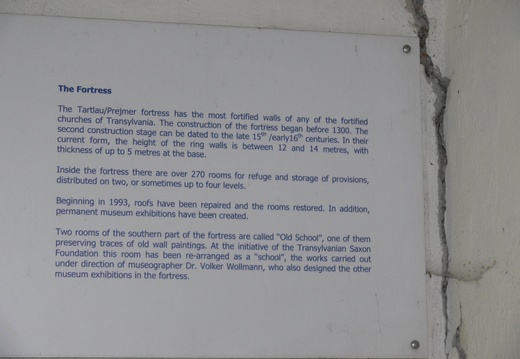 The Fortress
The Tartlau/Prejmer fortress has the most fortified walls of any of the fortified
churches of Transylvania. The construction of the fortress began before 1300. The
second construction stage can be dated to the late 15th /early16th centuries. In their
current form, the height of the ring walls is between 12 and 14 metres, with
thickness of up to 5 metres at the base.
Inside the fortress there are over 270 rooms for refuge and storage of provisions,
distributed on two, or sometimes up to four levels.
Beginning in 1993, roofs have been repaired and the rooms restored. In addition,
permanent museum exhibitions have been created.
Two rooms of the southern part of the fortress are called "Old School", one of them
preserving traces of old wall paintings. At the initiative of the Transylvanian Saxon
Foundation this room has been re-arranged as a "school", the works carried out
under direction of museographer Dr. Volker Wollmann, who also designed the other
museum exhibitions in the fortress.